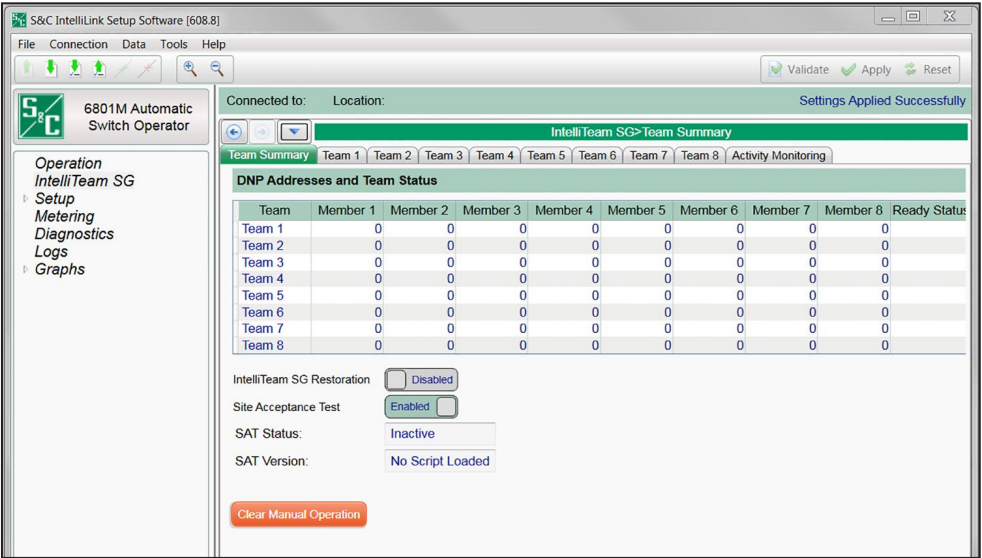 S&C IntelliLink Setup Software [608.8]
File Connection Data Tools Help
Validate Apply Reset
S&C
6801M Automatic
Switch Operator
Connected to: Location: Settings Applied Successfully
IntelliTeam SG>Team Summary
Team Summary Team 1 Team 2 Team 3 Team 4 Team 5 Team 6 Team 7 Team 8 Activity Monitoring
Operation
IntelliTeam SG
Setup
Metering
Diagnostics
Logs
Graphs
DNP Addresses and Team Status
Team Member 1 Member 2 Member 3 Member 4 Member 5 Member 6 Member 7 Member 8 Ready Status
Team 1 0 0 0 0 0 0 0 0
Team 2 0 0 0 0 0 0 0 0
Team 3 0 0 0 0 0 0 0 0
Team 4 0 0 0 0 0 0 0 0
Team 5 0 0 0 0 0 0 0 0
Team 6 0 0 0 0 0 0 0 0
Team 7 0 0 0 0 0 0 0 0
Team 8 0 0 0 0 0 0 0 0
IntelliTeam SG Restoration Disabled
Site Acceptance Test Enabled
SAT Status: Inactive
SAT Version: No Script Loaded
Clear Manual Operation